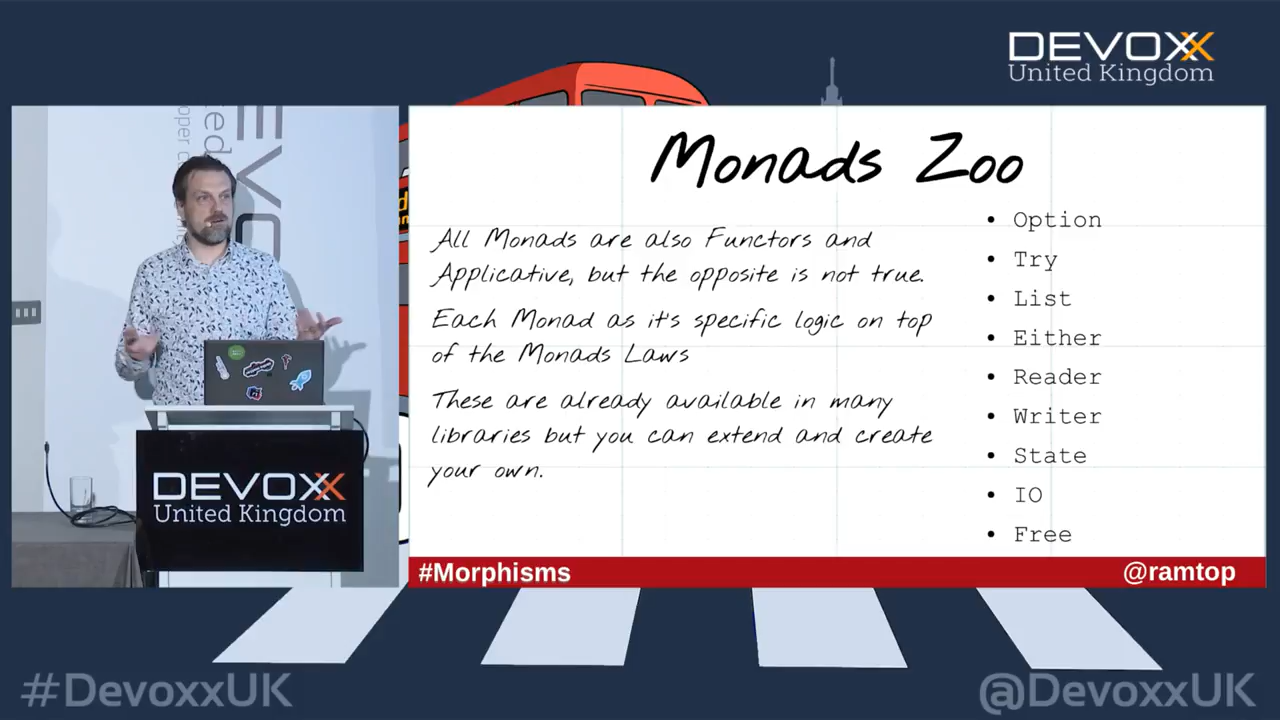 DEVOXX
United Kingdom
Monads Zoo
All Monads are also Functors and
Applicative, but the opposite is not true.
Each Monad as it's specific logic on top
of the Monads Laws
These are already available in many
libraries but you can extend and create
your own.
• Option
• Try
• List
• Either
• Reader
• Writer
• State
• IO
• Free
DEVOXX
United Kingdom
#Morphisms
@ramtop
#DevoxxUK
@DevoxxUK